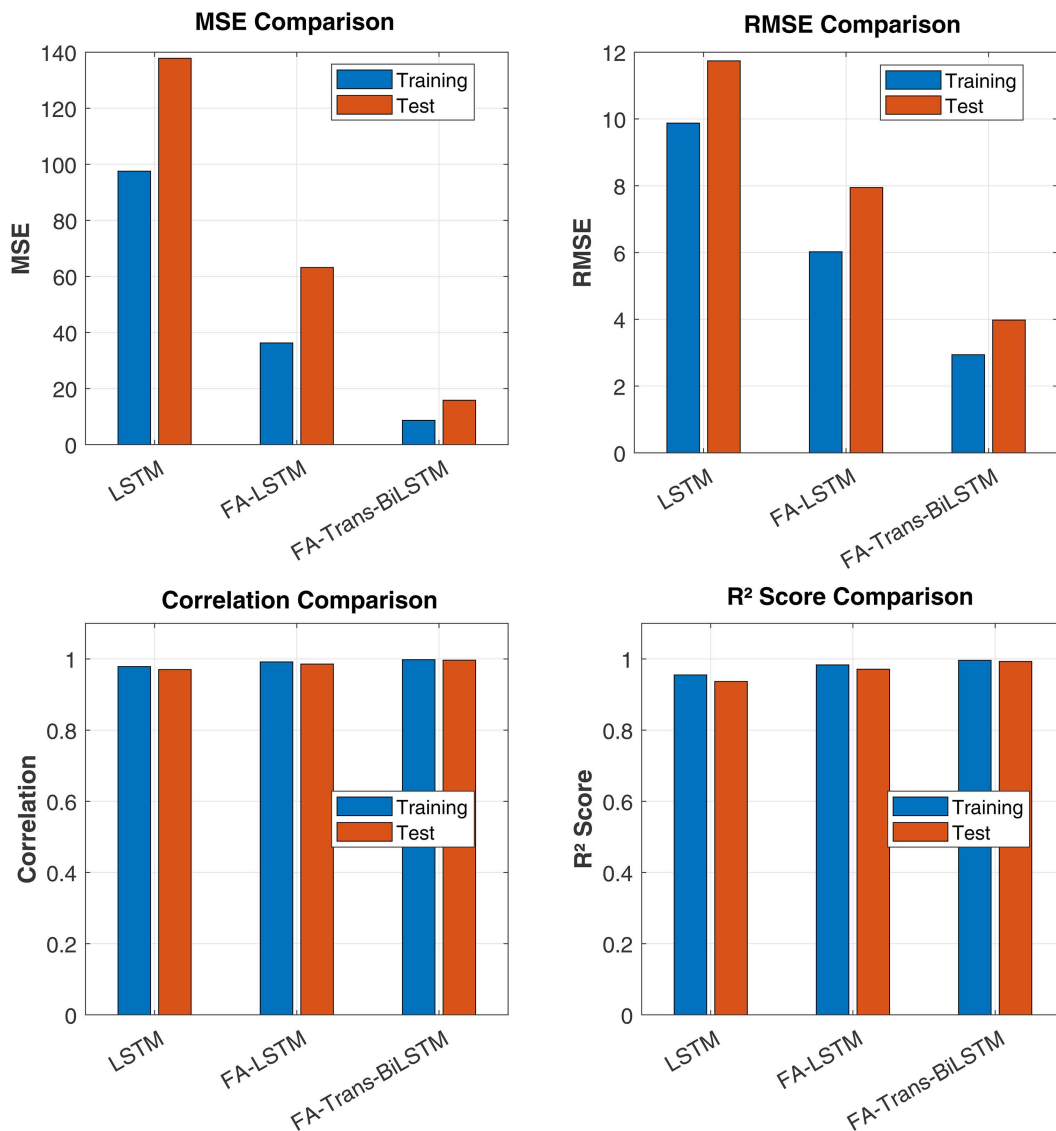 MSE Comparison
140
120
100
80
60
40
20
0
MSE
Training
Test
LSTM
FA-LSTM
FA-Trans-BiLSTM
RMSE Comparison
12
10
8
6
4
2
0
RMSE
Training
Test
LSTM
FA-LSTM
FA-Trans-BiLSTM
Correlation Comparison
1
0.8
0.6
0.4
0.2
0
Correlation
Training
Test
LSTM
FA-LSTM
FA-Trans-BiLSTM
R² Score Comparison
1
0.8
0.6
0.4
0.2
0
R² Score
Training
Test
LSTM
FA-LSTM
FA-Trans-BiLSTM